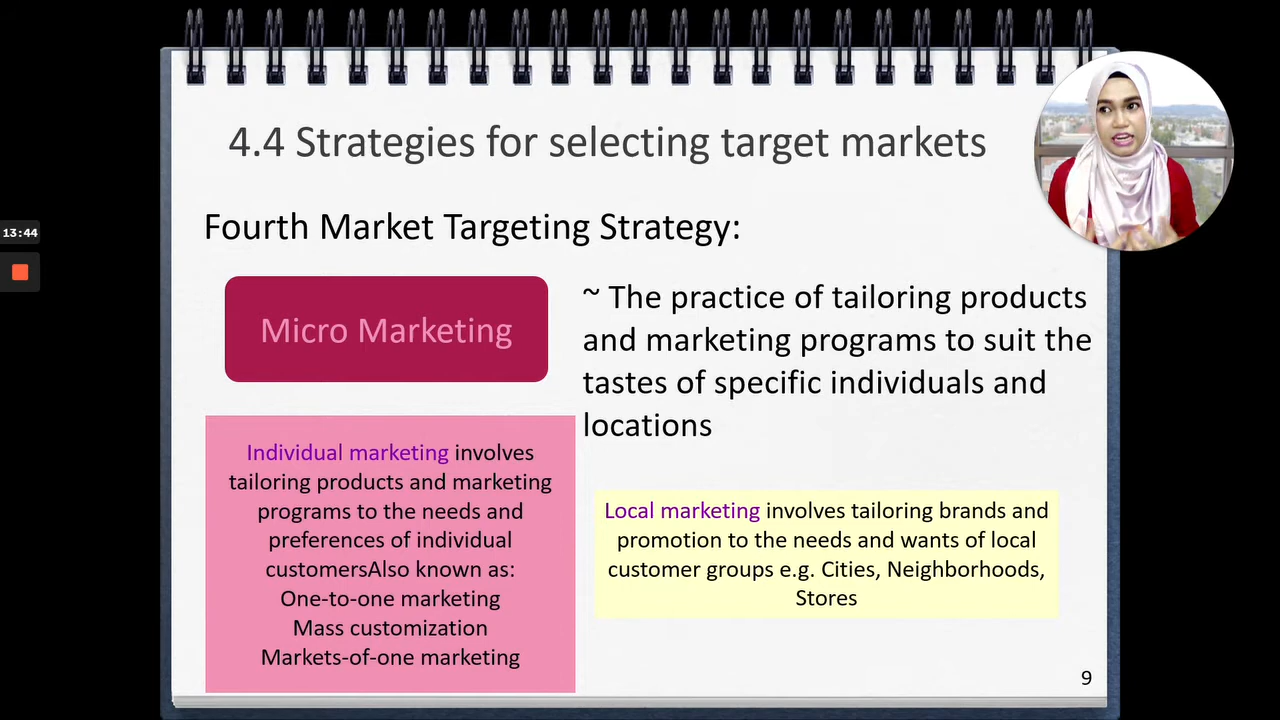 4.4 Strategies for selecting target markets
Fourth Market Targeting Strategy:
13:44
Micro Marketing
~ The practice of tailoring products
and marketing programs to suit the
tastes of specific individuals and
locations
Individual marketing involves
tailoring products and marketing
programs to the needs and
preferences of individual
customersAlso known as:
One-to-one marketing
Mass customization
Markets-of-one marketing
Local marketing involves tailoring brands and
promotion to the needs and wants of local
customer groups e.g. Cities, Neighborhoods,
Stores
9